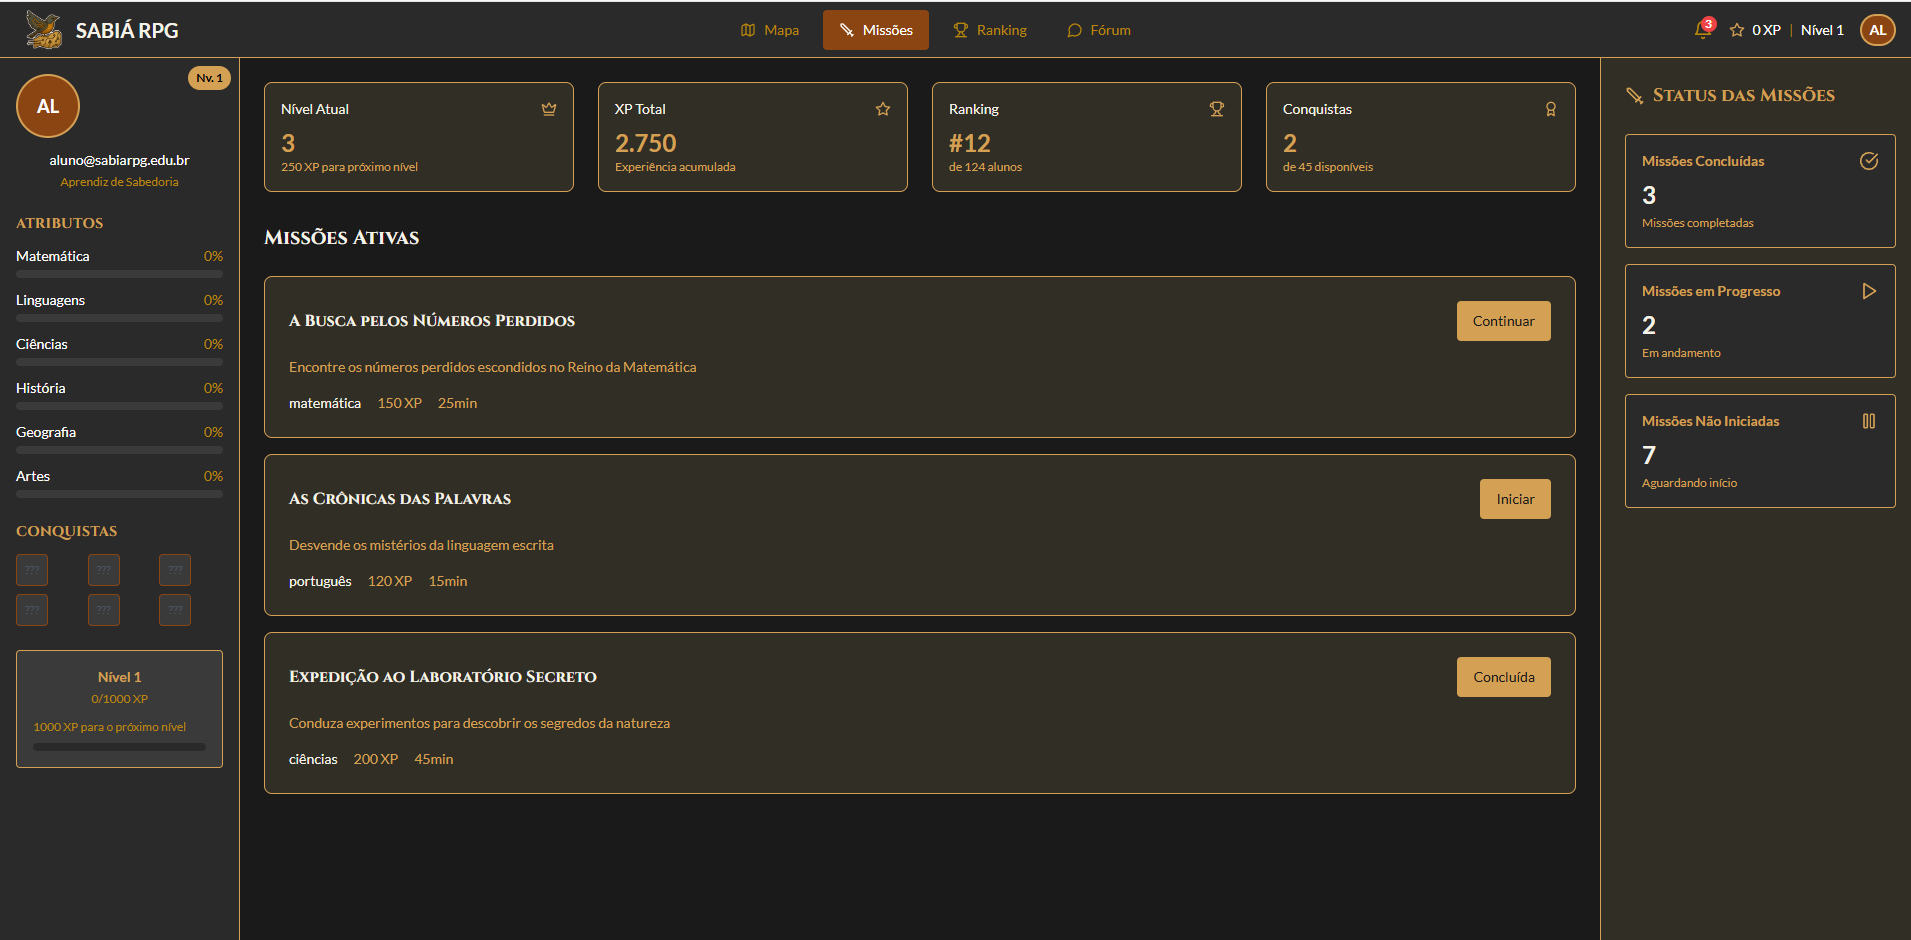 SABIÁ RPG
Mapa
Missões
Ranking
Fórum
3
0 XP | Nível 1
AL
Nv. 1
AL
aluno@sabiarpg.edu.br
Aprendiz de Sabedoria
ATRIBUTOS
Matemática 0%
Linguagens 0%
Ciências 0%
História 0%
Geografia 0%
Artes 0%
CONQUISTAS
??? ??? ???
??? ??? ???
Nível 1
0/1000 XP
1000 XP para o próximo nível
Nível Atual
3
250 XP para próximo nível
XP Total
2.750
Experiência acumulada
Ranking
#12
de 124 alunos
Conquistas
2
de 45 disponíveis
Missões Ativas
A Busca pelos Números Perdidos
Continuar
Encontre os números perdidos escondidos no Reino da Matemática
matemática 150 XP 25min
As Crônicas das Palavras
Iniciar
Desvende os mistérios da linguagem escrita
português 120 XP 15min
Expedição ao Laboratório Secreto
Concluída
Conduza experimentos para descobrir os segredos da natureza
ciências 200 XP 45min
Status das Missões
Missões Concluídas
3
Missões completadas
Missões em Progresso
2
Em andamento
Missões Não Iniciadas
7
Aguardando início